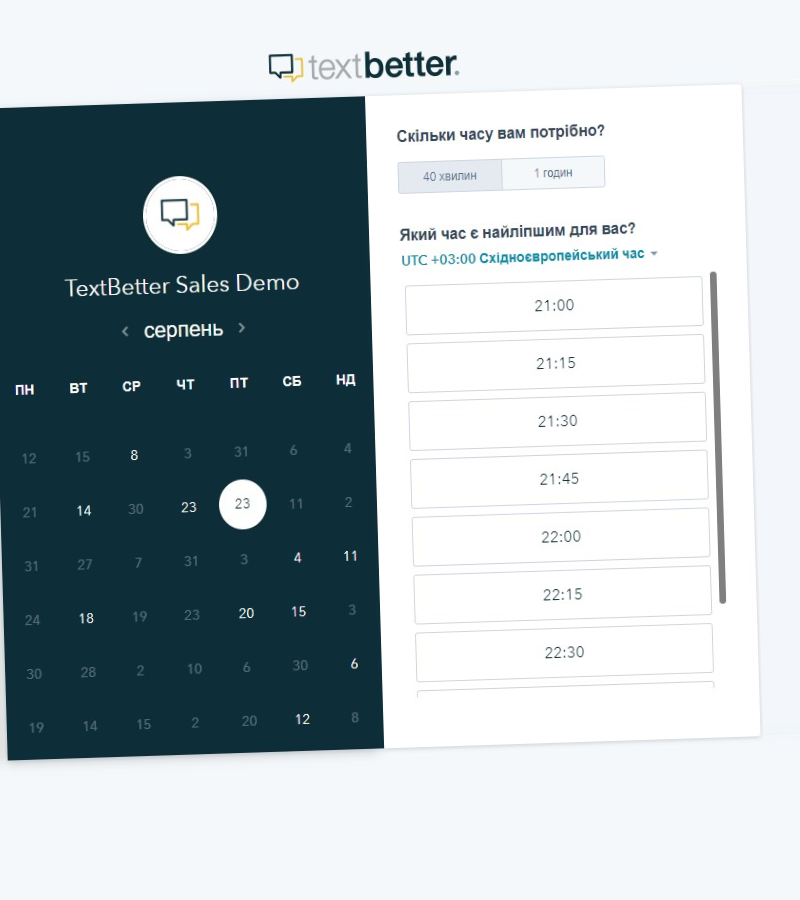 textbetter.
TextBetter Sales Demo
серпень
ПН ВТ СР ЧТ ПТ СБ НД
12 15 8 3 31 6 4
21 14 30 23 23 11 2
31 27 7 31 3 4 11
24 18 19 23 20 15 3
30 28 2 10 6 30 6
19 14 15 2 20 12 8
Скільки часу вам потрібно?
40 хвилин 1 годин
Який час є найліпшим для вас?
UTC +03:00 Східноєвропейський час
21:00
21:15
21:30
21:45
22:00
22:15
22:30